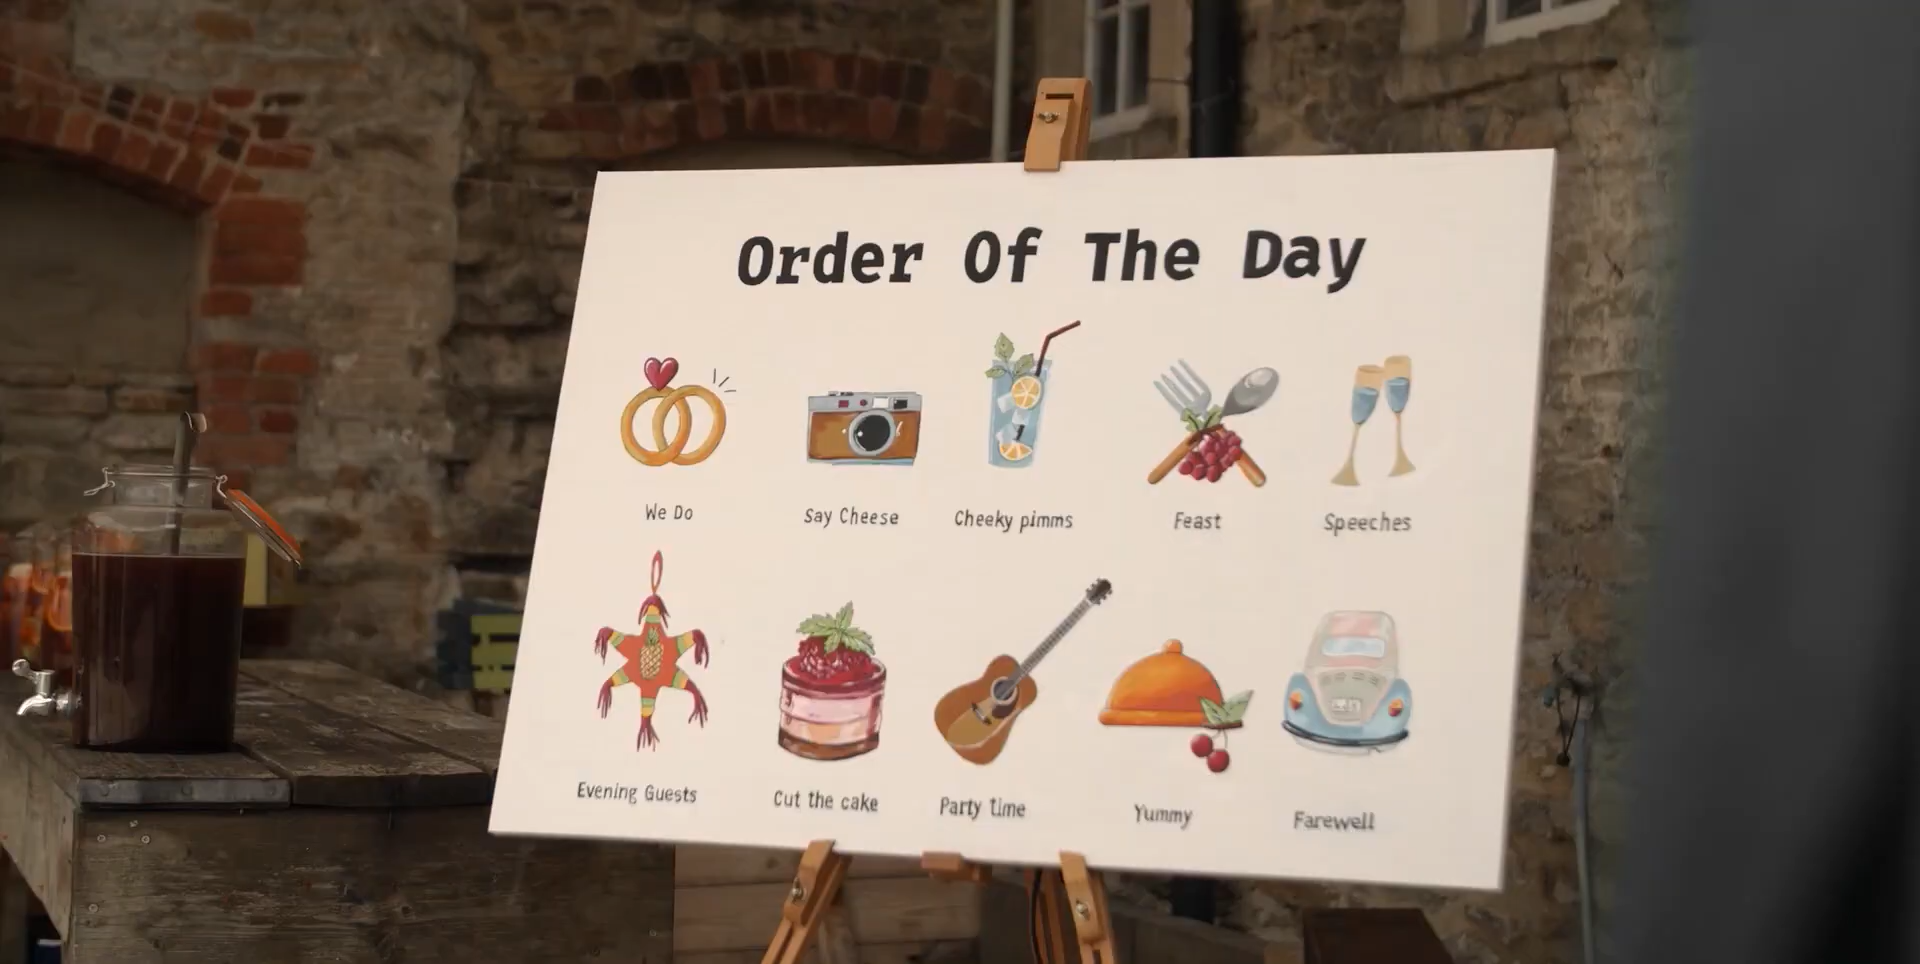 Order Of The Day
We Do
Say Cheese
Cheeky pimms
Feast
Speeches
Evening Guests
Cut the cake
Party time
Yummy
Farewell